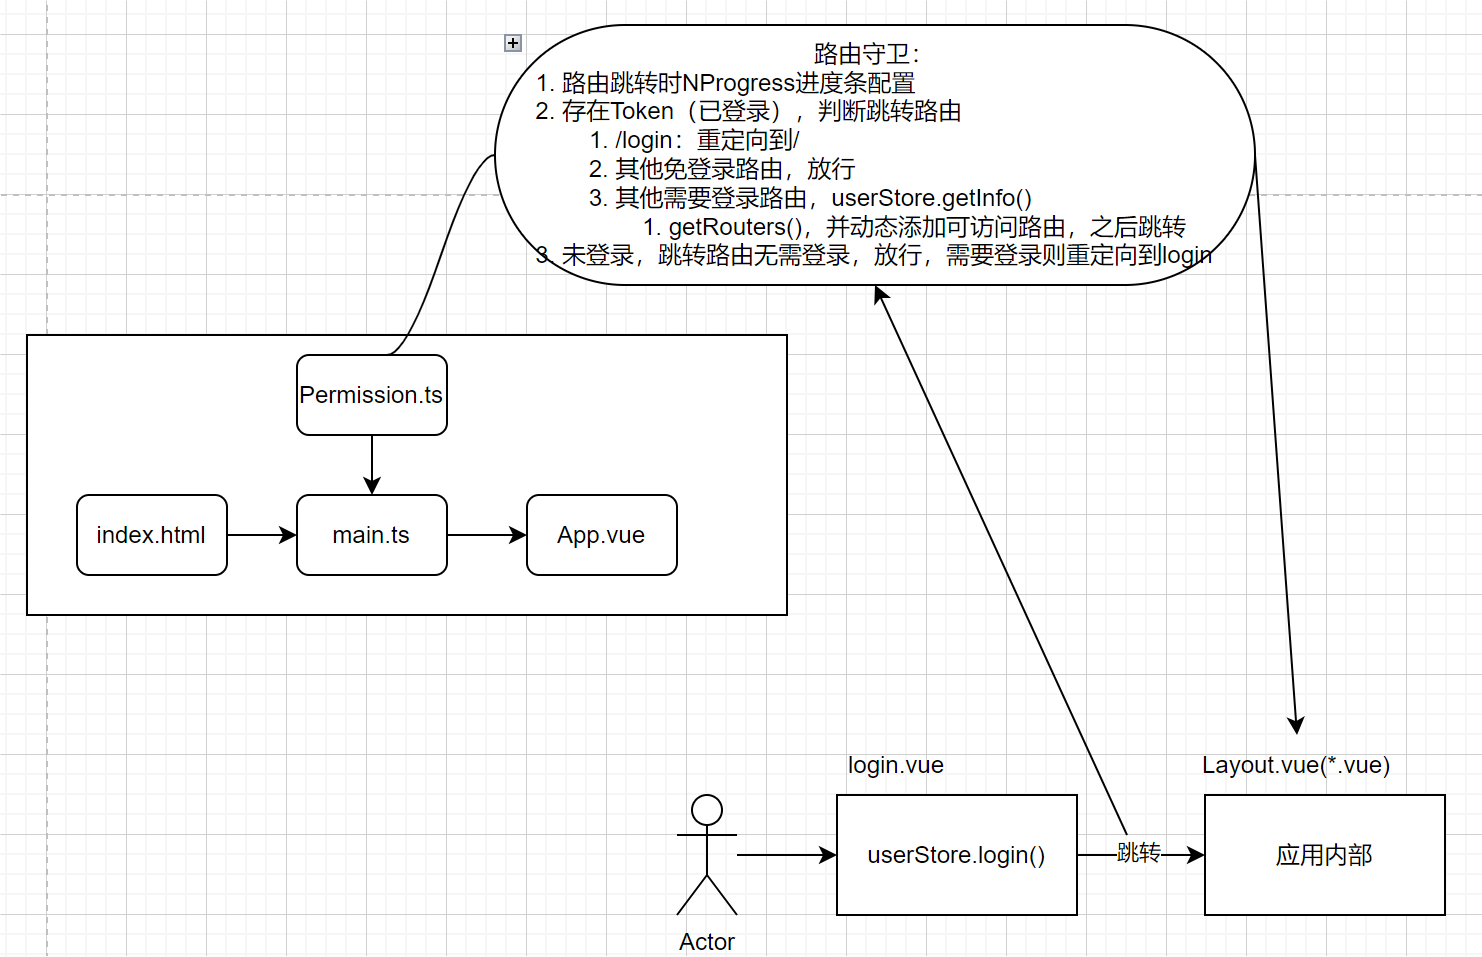 路由守卫：
1. 路由跳转时NProgress进度条配置
2. 存在Token（已登录），判断跳转路由
1. /login：重定向到/
2. 其他免登录路由，放行
3. 其他需要登录路由，userStore.getInfo()
1. getRouters()，并动态添加可访问路由，之后跳转
3. 未登录，跳转路由无需登录，放行，需要登录则重定向到login
Permission.ts
index.html
main.ts
App.vue
login.vue
Layout.vue(*.vue)
userStore.login()
跳转
应用内部
Actor